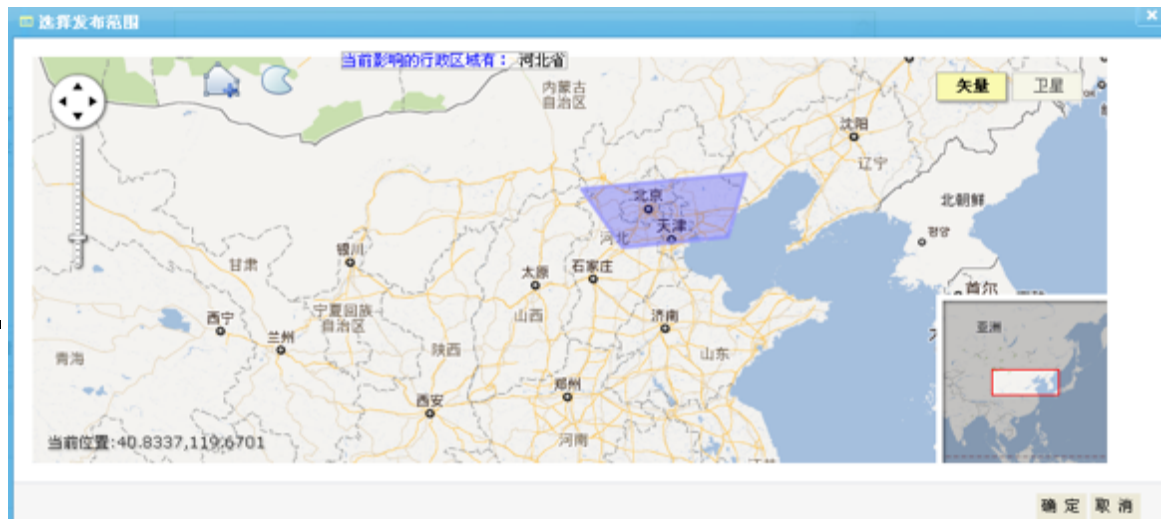 选择发布范围
当前影响的行政区域有： 河北省
矢量
卫星
内蒙古
自治区
沈阳
辽宁
北京
北朝鲜
天津
河北
平壤
银川
甘肃
太原
石家庄
首尔
宁夏回族
自治区
西宁
兰州
山西
济南
亚洲
陕西
山东
青海
郑州
西安
河南
当前位置:40.8337,119.6701
确 定
取 消